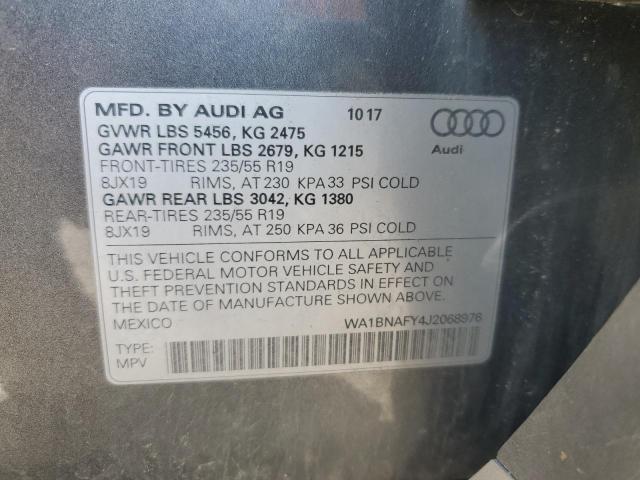 MFD. BY AUDI AG 10 17
GVWR LBS 5456, KG 2475
GAWR FRONT LBS 2679, KG 1215
Audi
FRONT-TIRES 235/55 R19
8JX19 RIMS, AT 230 KPA 33 PSI COLD
GAWR REAR LBS 3042, KG 1380
REAR-TIRES 235/55 R19
8JX19 RIMS, AT 250 KPA 36 PSI COLD
THIS VEHICLE CONFORMS TO ALL APPLICABLE
U.S. FEDERAL MOTOR VEHICLE SAFETY AND
THEFT PREVENTION STANDARDS IN EFFECT ON
THE DATE OF MANUFACTURE SHOWN ABOVE.
MEXICO WA1BNAFY4J2068976
TYPE:
MPV